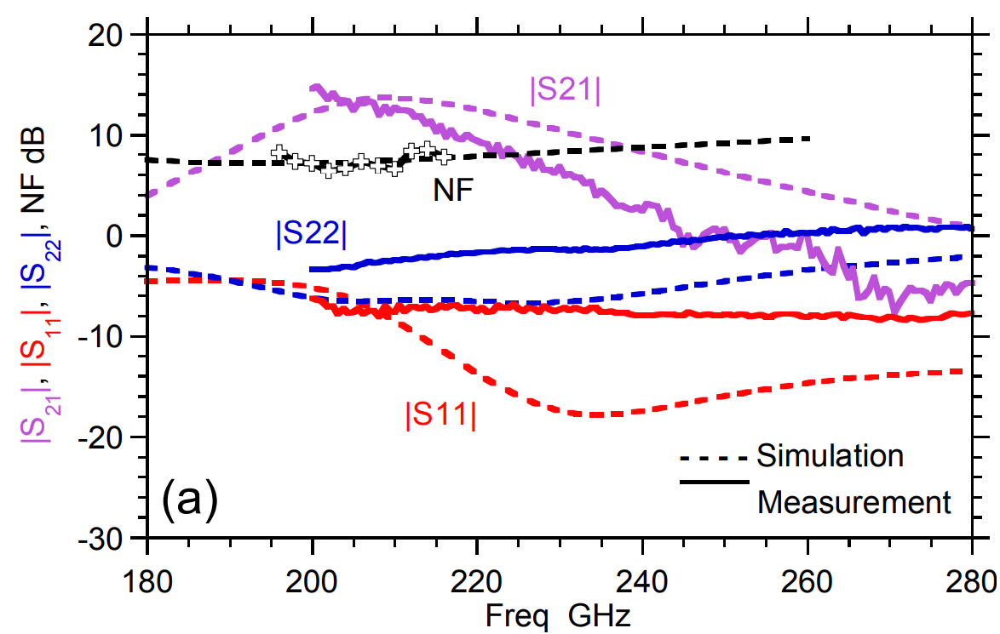 20
10
0
-10
-20
-30
|S21|, |S11|, |S22|, NF dB
|S21|
NF
|S22|
|S11|
Simulation
Measurement
(a)
180 200 220 240 260 280
Freq GHz